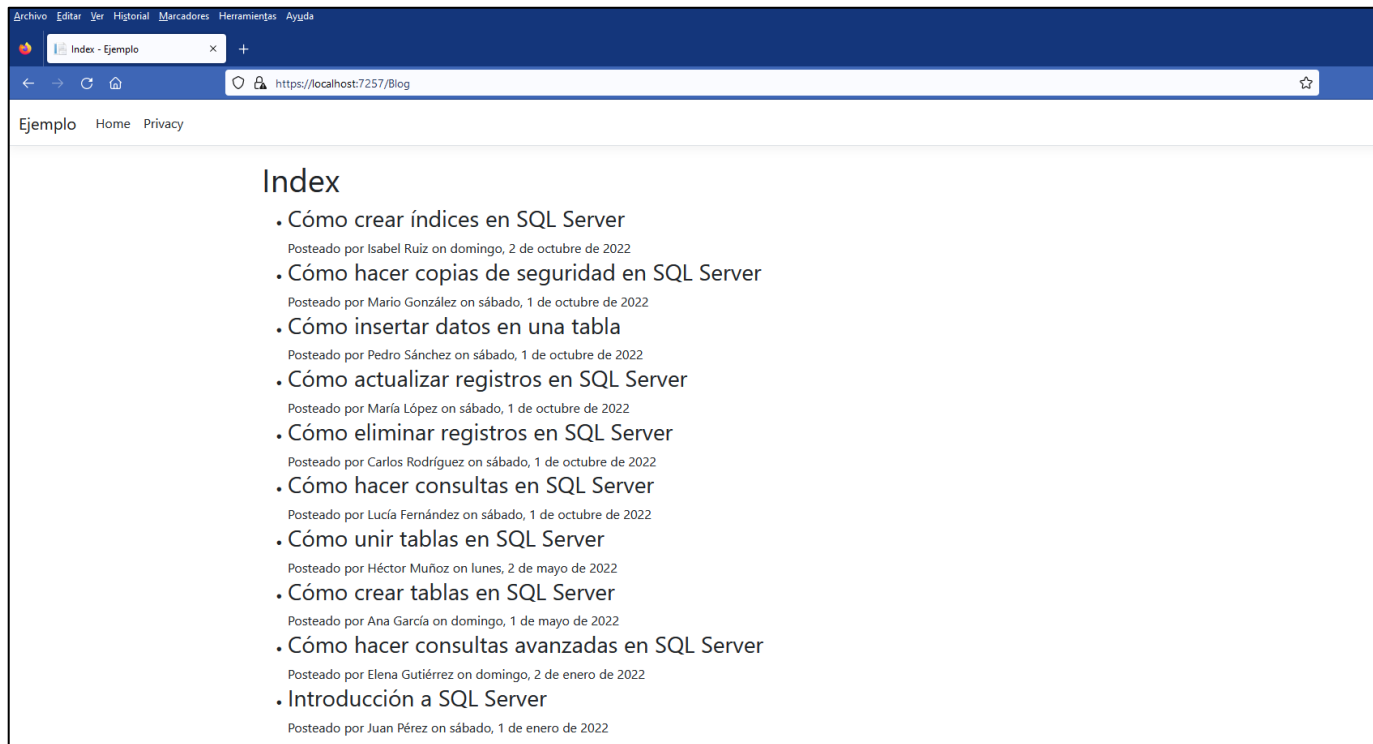 Archivo Editar Ver Historial Marcadores Herramientas Ayuda
Index - Ejemplo
https://localhost:7257/Blog
Ejemplo Home Privacy
Index
Cómo crear índices en SQL Server
Posteado por Isabel Ruiz on domingo, 2 de octubre de 2022
Cómo hacer copias de seguridad en SQL Server
Posteado por Mario González on sábado, 1 de octubre de 2022
Cómo insertar datos en una tabla
Posteado por Pedro Sánchez on sábado, 1 de octubre de 2022
Cómo actualizar registros en SQL Server
Posteado por María López on sábado, 1 de octubre de 2022
Cómo eliminar registros en SQL Server
Posteado por Carlos Rodríguez on sábado, 1 de octubre de 2022
Cómo hacer consultas en SQL Server
Posteado por Lucía Fernández on sábado, 1 de octubre de 2022
Cómo unir tablas en SQL Server
Posteado por Héctor Muñoz on lunes, 2 de mayo de 2022
Cómo crear tablas en SQL Server
Posteado por Ana García on domingo, 1 de mayo de 2022
Cómo hacer consultas avanzadas en SQL Server
Posteado por Elena Gutiérrez on domingo, 2 de enero de 2022
Introducción a SQL Server
Posteado por Juan Pérez on sábado, 1 de enero de 2022